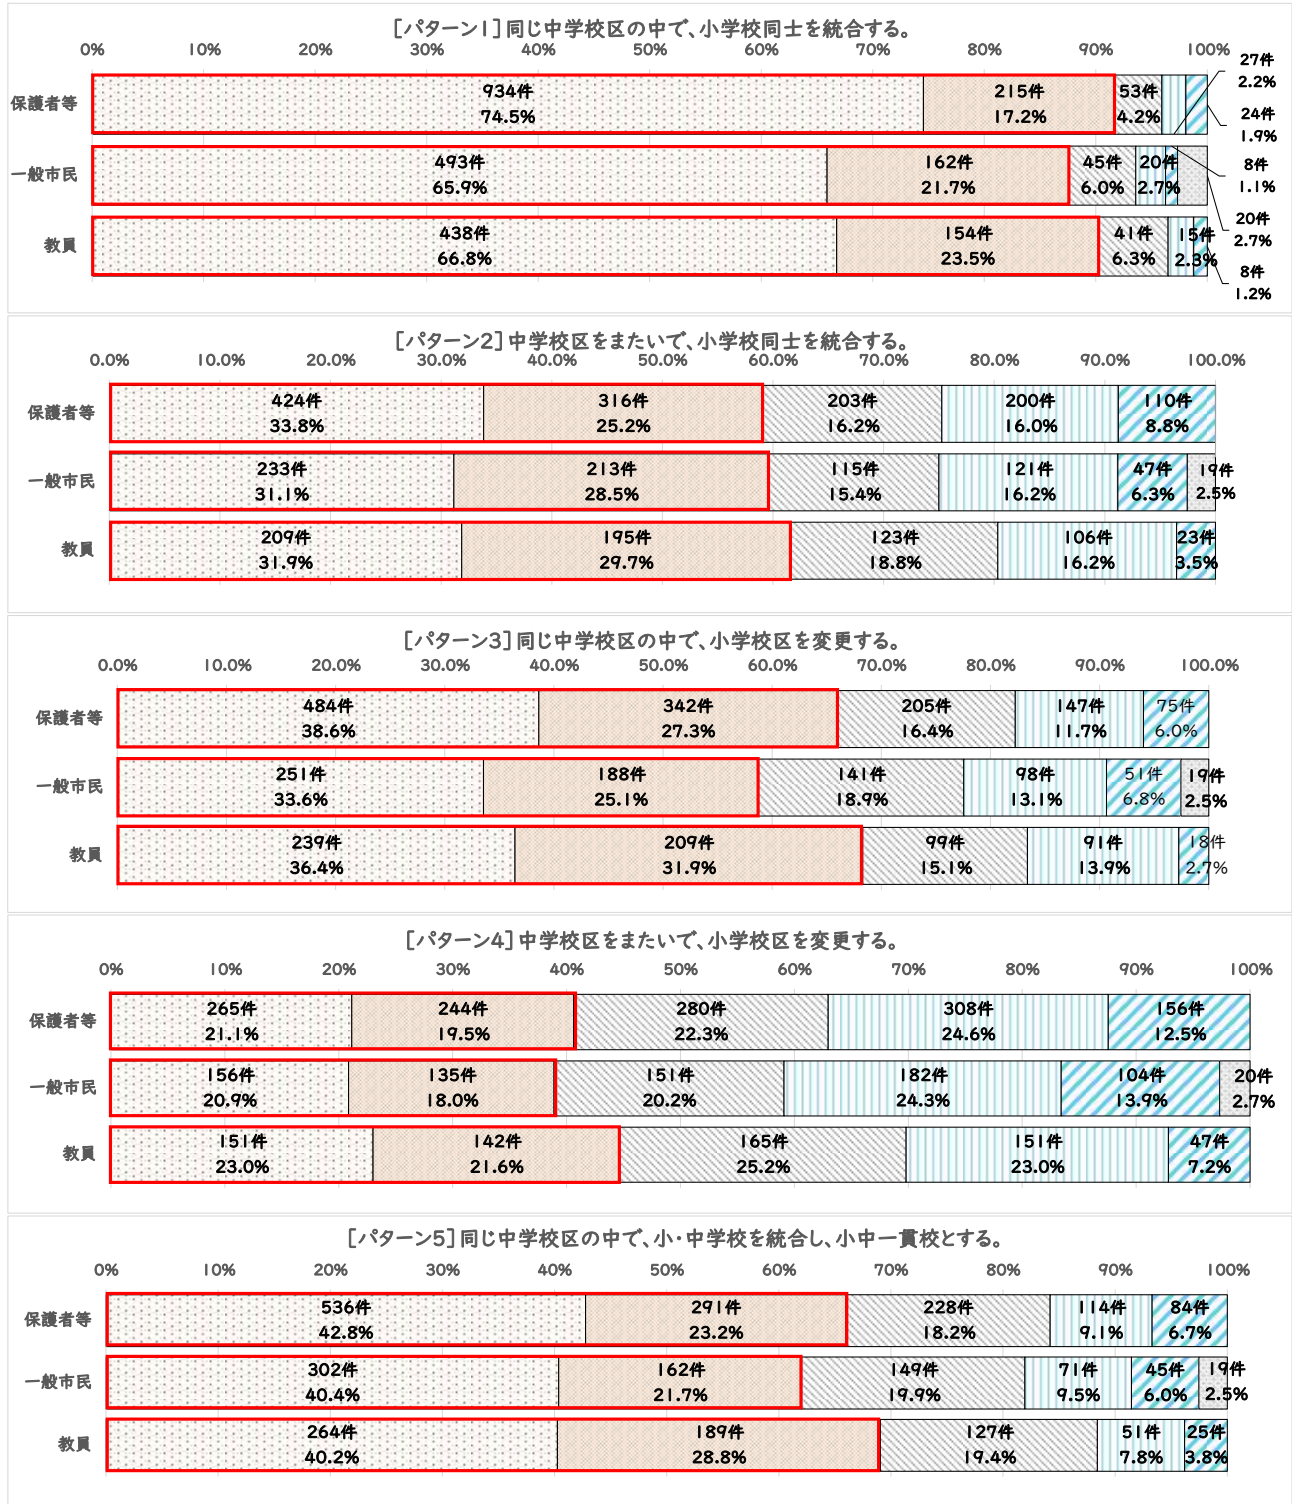 [パターン1]同じ中学校区の中で、小学校同士を統合する。
0% 10% 20% 30% 40% 50% 60% 70% 80% 90% 100%
保護者等
934件 215件 53件 27件 24件
74.5% 17.2% 4.2% 2.2% 1.9%
一般市民
493件 162件 45件 20件 8件 20件
65.9% 21.7% 6.0% 2.7% 1.1% 2.7%
教員
438件 154件 41件 15件 8件
66.8% 23.5% 6.3% 2.3% 1.2%
[パターン2]中学校区をまたいで、小学校同士を統合する。
0.0% 10.0% 20.0% 30.0% 40.0% 50.0% 60.0% 70.0% 80.0% 90.0% 100.0%
保護者等
424件 316件 203件 200件 110件
33.8% 25.2% 16.2% 16.0% 8.8%
一般市民
233件 213件 115件 121件 47件 19件
31.1% 28.5% 15.4% 16.2% 6.3% 2.5%
教員
209件 195件 123件 106件 23件
31.9% 29.7% 18.8% 16.2% 3.5%
[パターン3]同じ中学校区の中で、小学校区を変更する。
0.0% 10.0% 20.0% 30.0% 40.0% 50.0% 60.0% 70.0% 80.0% 90.0% 100.0%
保護者等
484件 342件 205件 147件 75件
38.6% 27.3% 16.4% 11.7% 6.0%
一般市民
251件 188件 141件 98件 51件 19件
33.6% 25.1% 18.9% 13.1% 6.8% 2.5%
教員
239件 209件 99件 91件 18件
36.4% 31.9% 15.1% 13.9% 2.7%
[パターン4]中学校区をまたいで、小学校区を変更する。
0% 10% 20% 30% 40% 50% 60% 70% 80% 90% 100%
保護者等
265件 244件 280件 308件 156件
21.1% 19.5% 22.3% 24.6% 12.5%
一般市民
156件 135件 151件 182件 104件 20件
20.9% 18.0% 20.2% 24.3% 13.9% 2.7%
教員
151件 142件 165件 151件 47件
23.0% 21.6% 25.2% 23.0% 7.2%
[パターン5]同じ中学校区の中で、小・中学校を統合し、小中一貫校とする。
0% 10% 20% 30% 40% 50% 60% 70% 80% 90% 100%
保護者等
536件 291件 228件 114件 84件
42.8% 23.2% 18.2% 9.1% 6.7%
一般市民
302件 162件 149件 71件 45件 19件
40.4% 21.7% 19.9% 9.5% 6.0% 2.5%
教員
264件 189件 127件 51件 25件
40.2% 28.8% 19.4% 7.8% 3.8%